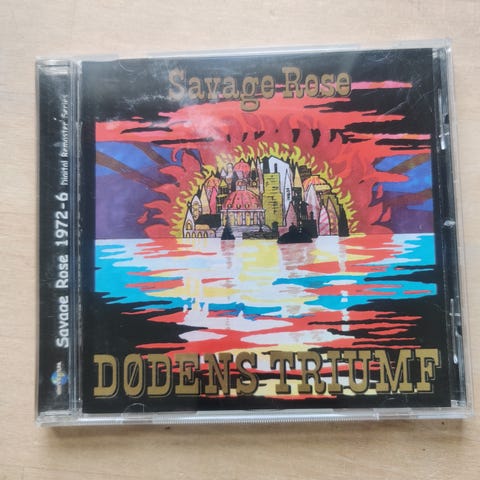 Savage Rose
DØDENS TRIUMF
Savage Rose 1972-6 Digital Remaster Series